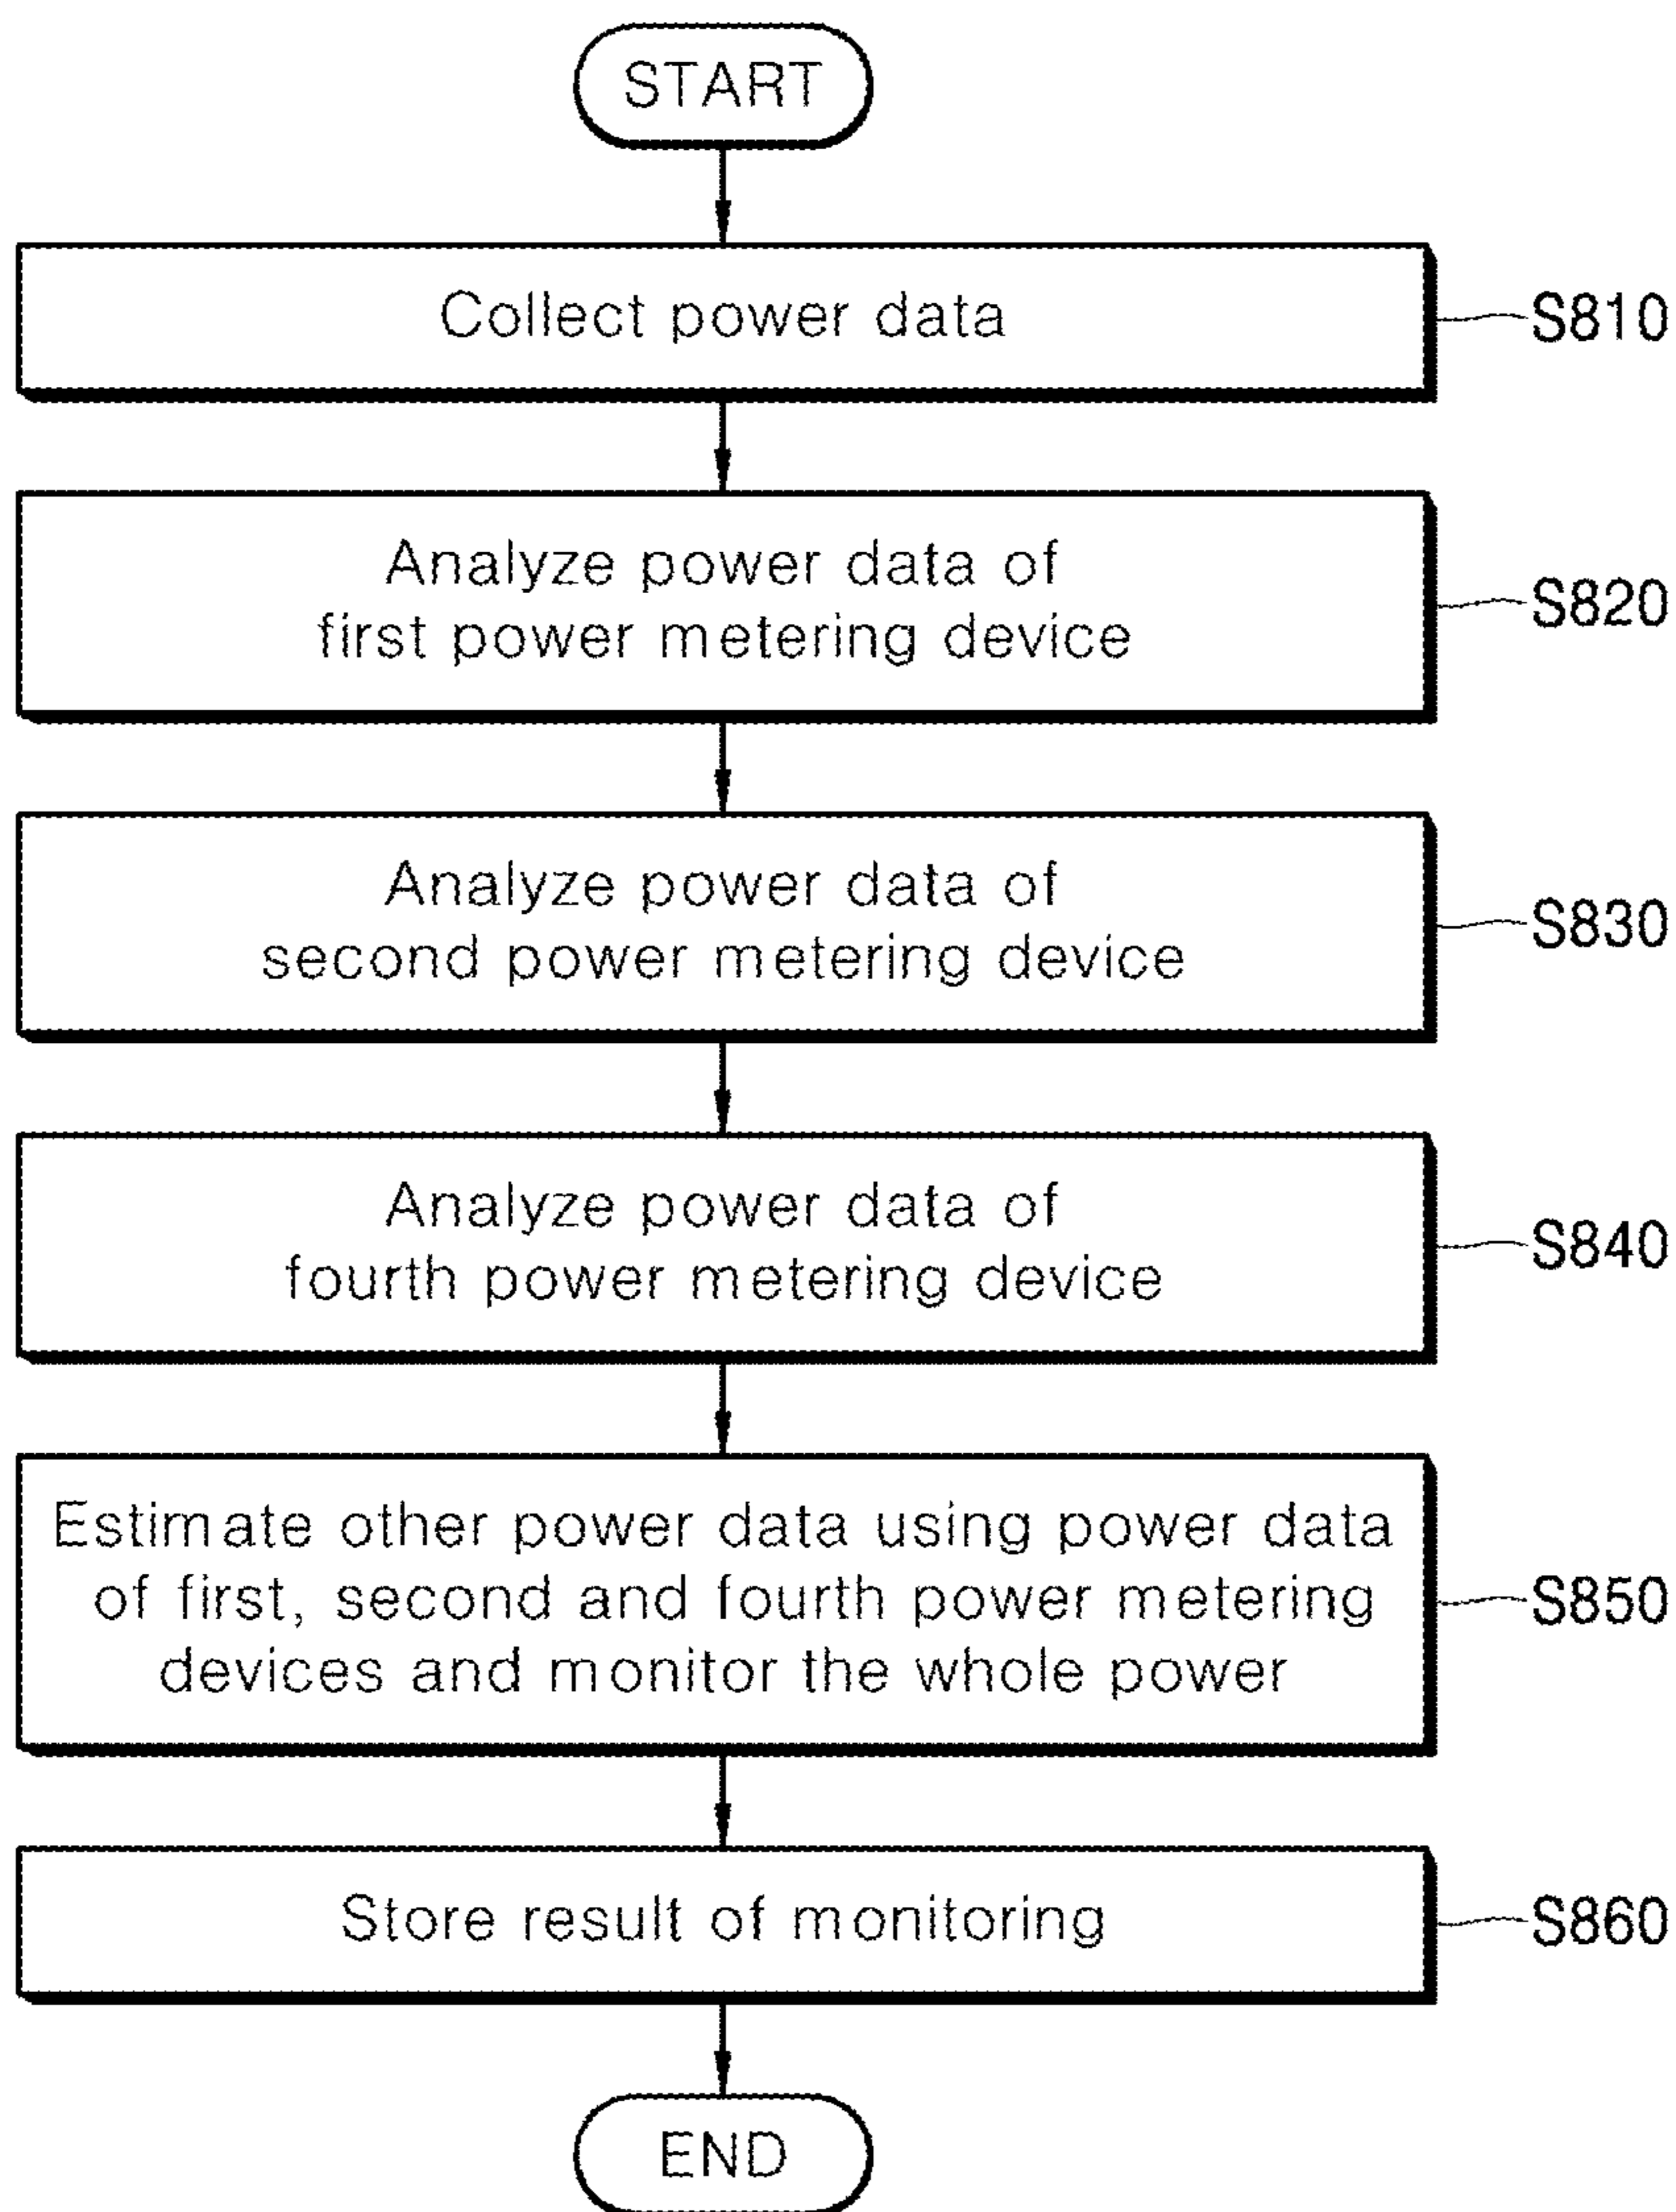 START
Collect power data
S810
Analyze power data of
first power metering device
S820
Analyze power data of
second power metering device
S830
Analyze power data of
fourth power metering device
S840
Estimate other power data using power data
of first, second and fourth power metering
devices and monitor the whole power
S850
Store result of monitoring
S860
END